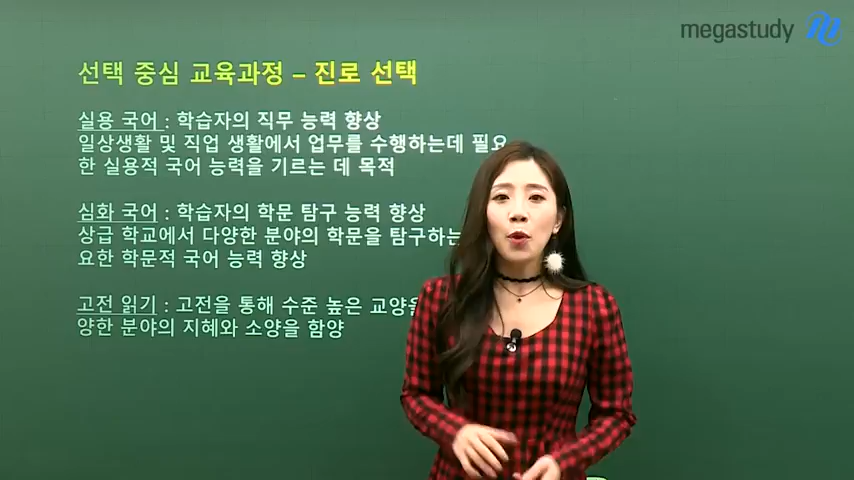 megastudy
선택 중심 교육과정 – 진로 선택
실용 국어 : 학습자의 직무 능력 향상
일상생활 및 직업 생활에서 업무를 수행하는데 필요
한 실용적 국어 능력을 기르는 데 목적
심화 국어 : 학습자의 학문 탐구 능력 향상
상급 학교에서 다양한 분야의 학문을 탐구하는
요한 학문적 국어 능력 향상
고전 읽기 : 고전을 통해 수준 높은 교양을
양한 분야의 지혜와 소양을 함양